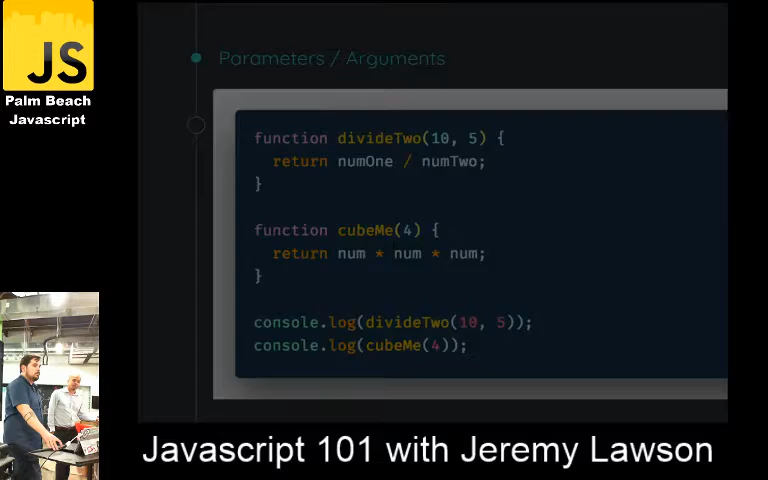 JS
Palm Beach
Javascript
Parameters / Arguments
function divideTwo(10, 5) {
return numOne / numTwo;
}
function cubeMe(4) {
return num * num * num;
}
console.log(divideTwo(10, 5));
console.log(cubeMe(4));
Javascript 101 with Jeremy Lawson